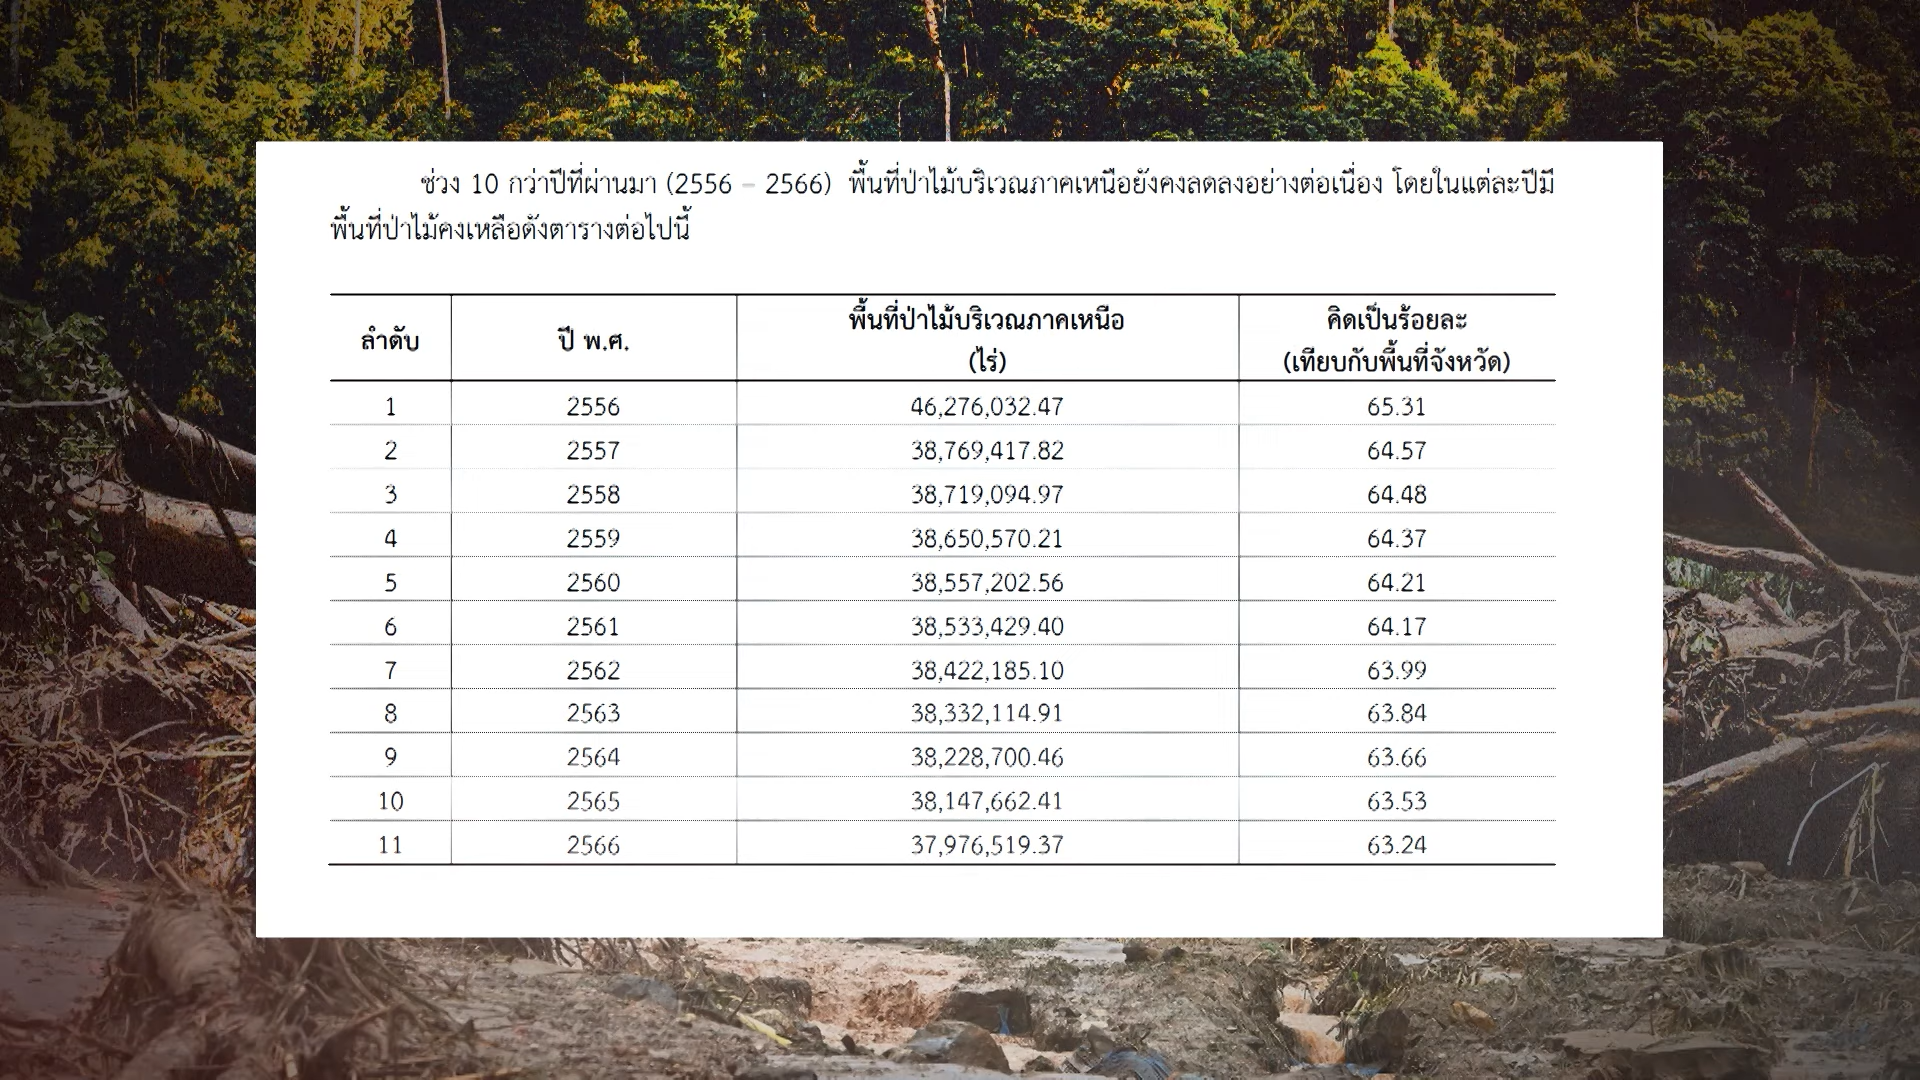 ช่วง 10 กว่าปีที่ผ่านมา (2556 – 2566) พื้นที่ป่าไม้บริเวณภาคเหนือยังคงลดลงอย่างต่อเนื่อง โดยในแต่ละปีมี
พื้นที่ป่าไม้คงเหลือดังตารางต่อไปนี้
ลำดับ ปี พ.ศ. พื้นที่ป่าไม้บริเวณภาคเหนือ (ไร่) คิดเป็นร้อยละ (เทียบกับพื้นที่จังหวัด)
1 2556 46,276,032.47 65.31
2 2557 38,769,417.82 64.57
3 2558 38,719,094.97 64.48
4 2559 38,650,570.21 64.37
5 2560 38,557,202.56 64.21
6 2561 38,533,429.40 64.17
7 2562 38,422,185.10 63.99
8 2563 38,332,114.91 63.84
9 2564 38,228,700.46 63.66
10 2565 38,147,662.41 63.53
11 2566 37,976,519.37 63.24